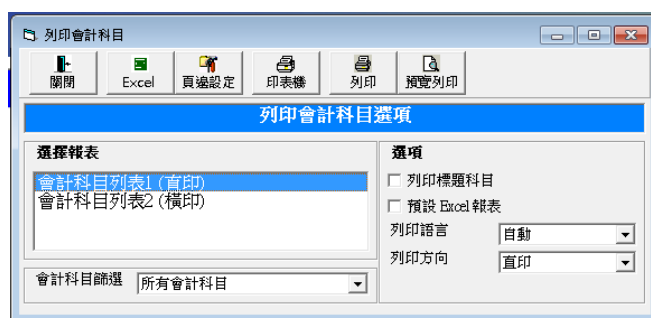 列印會計科目
關閉
Excel
頁邊設定
印表機
列印
預覽列印
列印會計科目選項
選擇報表
會計科目列表1 (直印)
會計科目列表2 (橫印)
會計科目篩選
所有會計科目
選項
列印標題科目
預設 Excel 報表
列印語言
自動
列印方向
直印